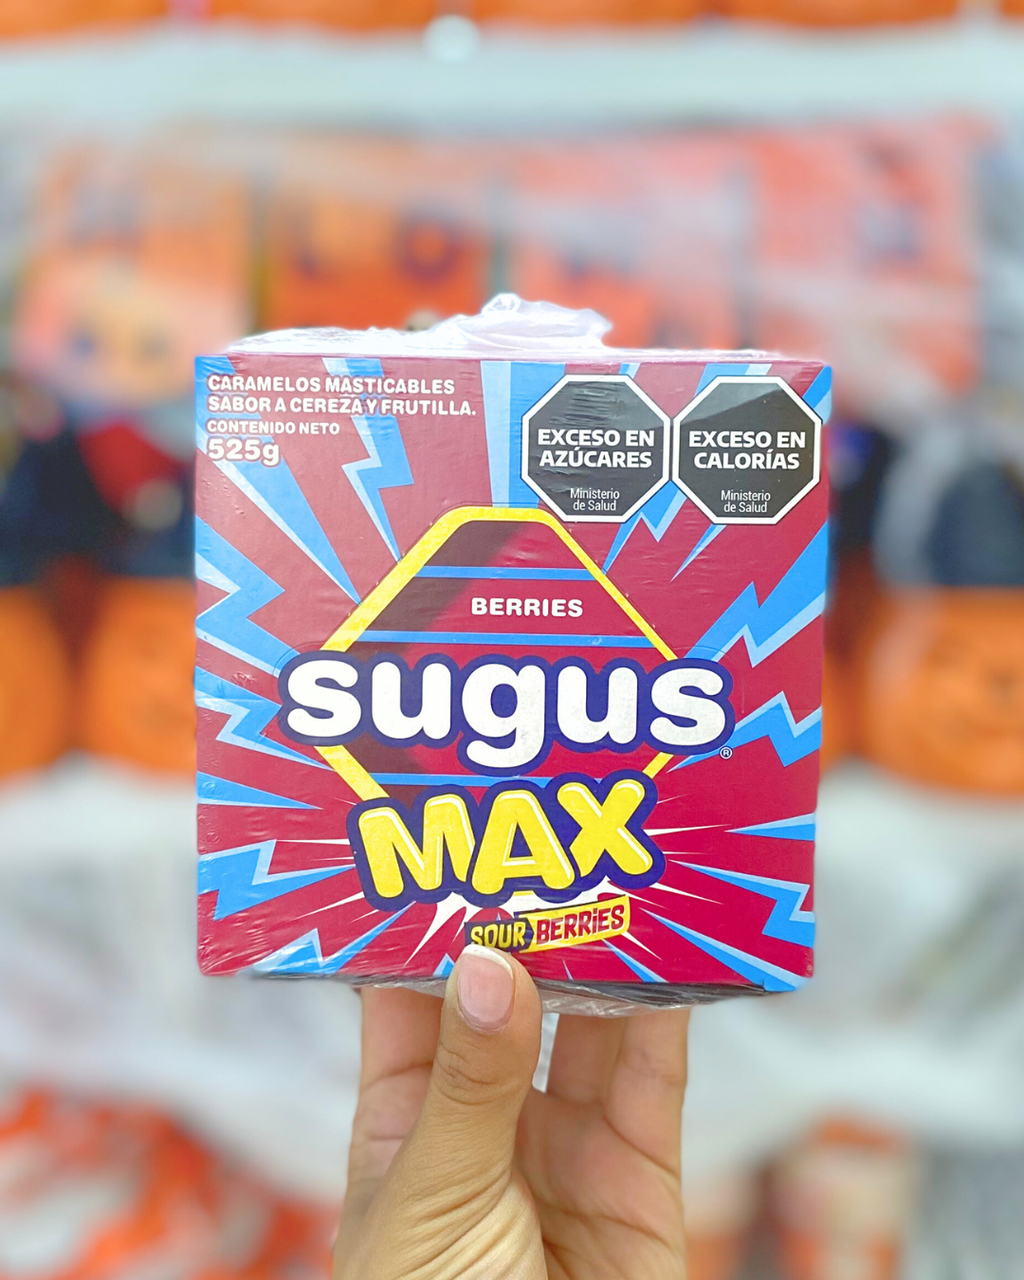 CARAMELOS MASTICABLES
SABOR A CEREZA Y FRUTILLA.
CONTENIDO NETO
525g
EXCESO EN
AZÚCARES
Ministerio
de Salud
EXCESO EN
CALORÍAS
Ministerio
de Salud
BERRIES
sugus
®
MAX
SOUR BERRiES